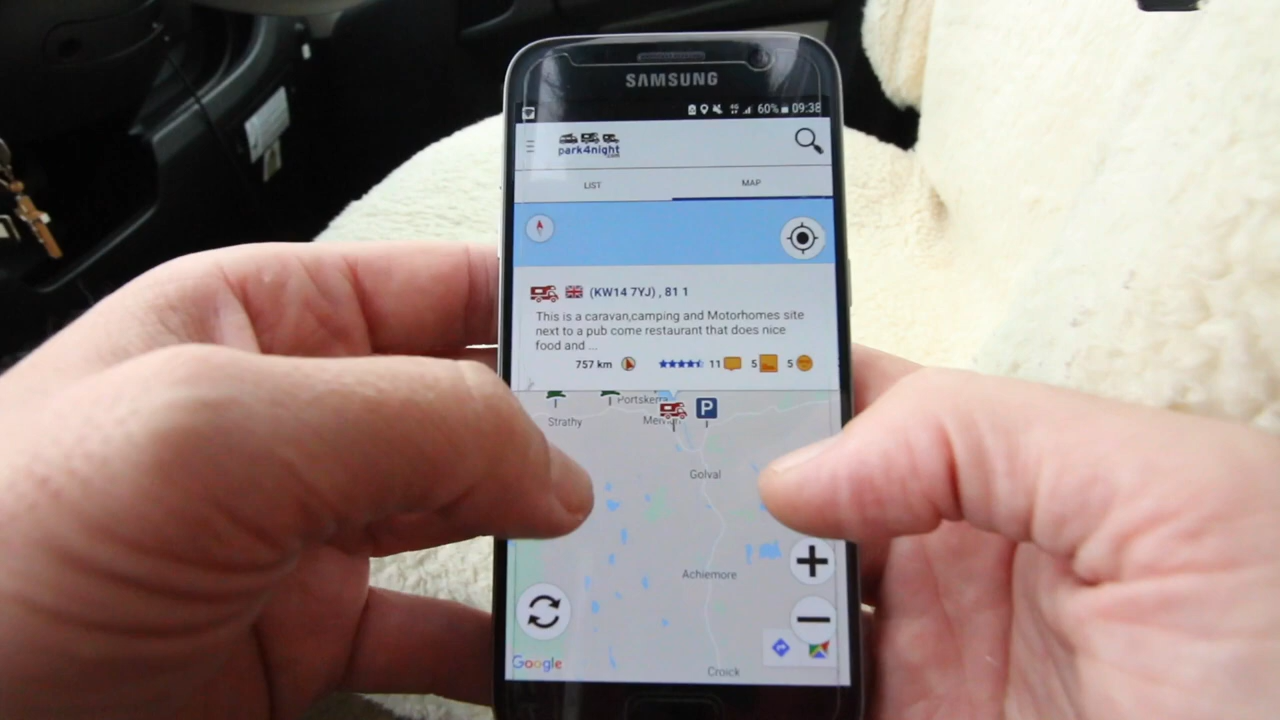 SAMSUNG
4G 60% 09:38
park4night
.com
LIST MAP
(KW14 7YJ) , 81 1
This is a caravan,camping and Motorhomes site
next to a pub come restaurant that does nice
food and ...
757 km 11 5 5
Portskerra
P
Strathy
Golval
Achiemore
Croick
Google